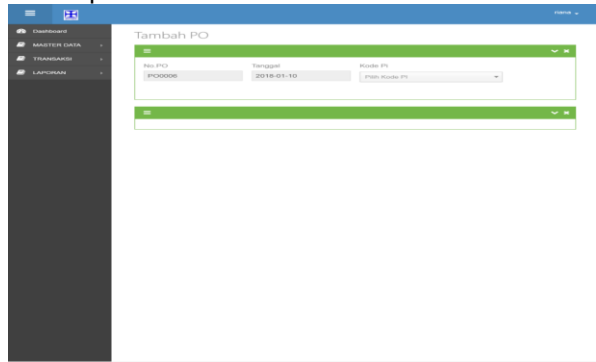 Hanna
Dashboard
MASTER DATA
TRANSAKSI
LAPORAN
Tambah PO
No PO
Tanggal
Kode PI
PO0006
2018-01-10
Pilih Kode PI